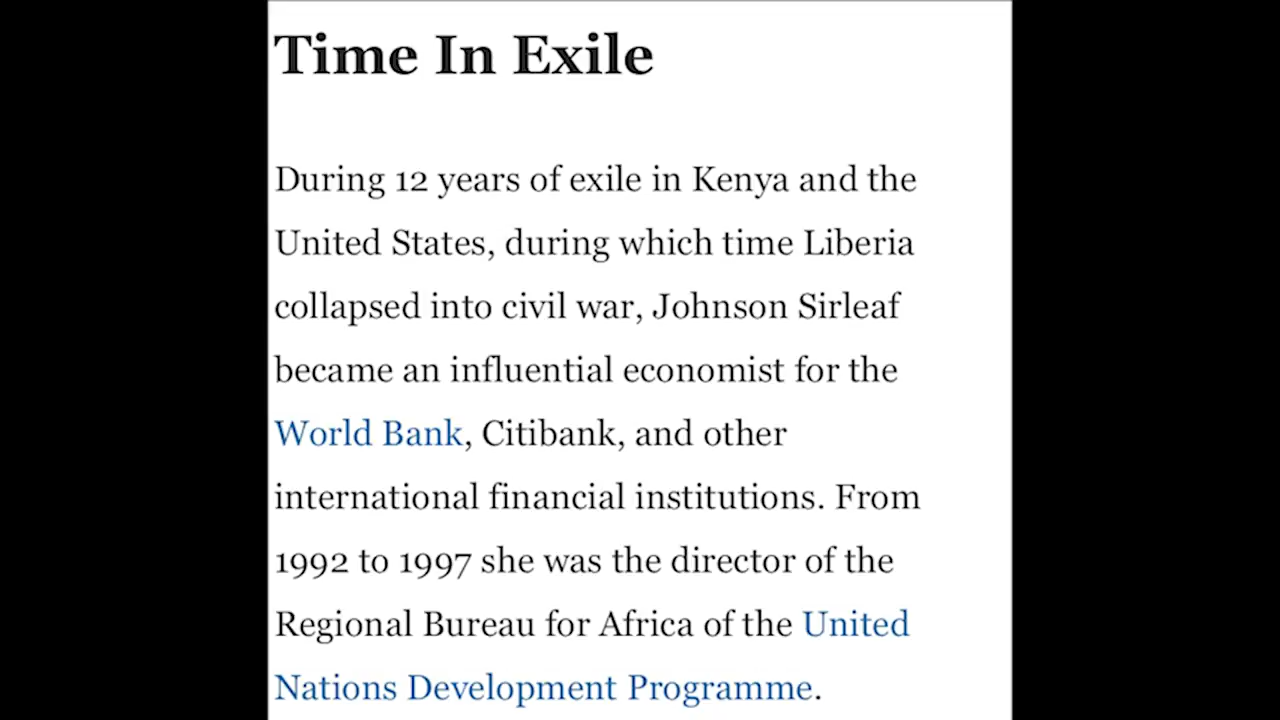 Time In Exile
During 12 years of exile in Kenya and the
United States, during which time Liberia
collapsed into civil war, Johnson Sirleaf
became an influential economist for the
World Bank, Citibank, and other
international financial institutions. From
1992 to 1997 she was the director of the
Regional Bureau for Africa of the United
Nations Development Programme.